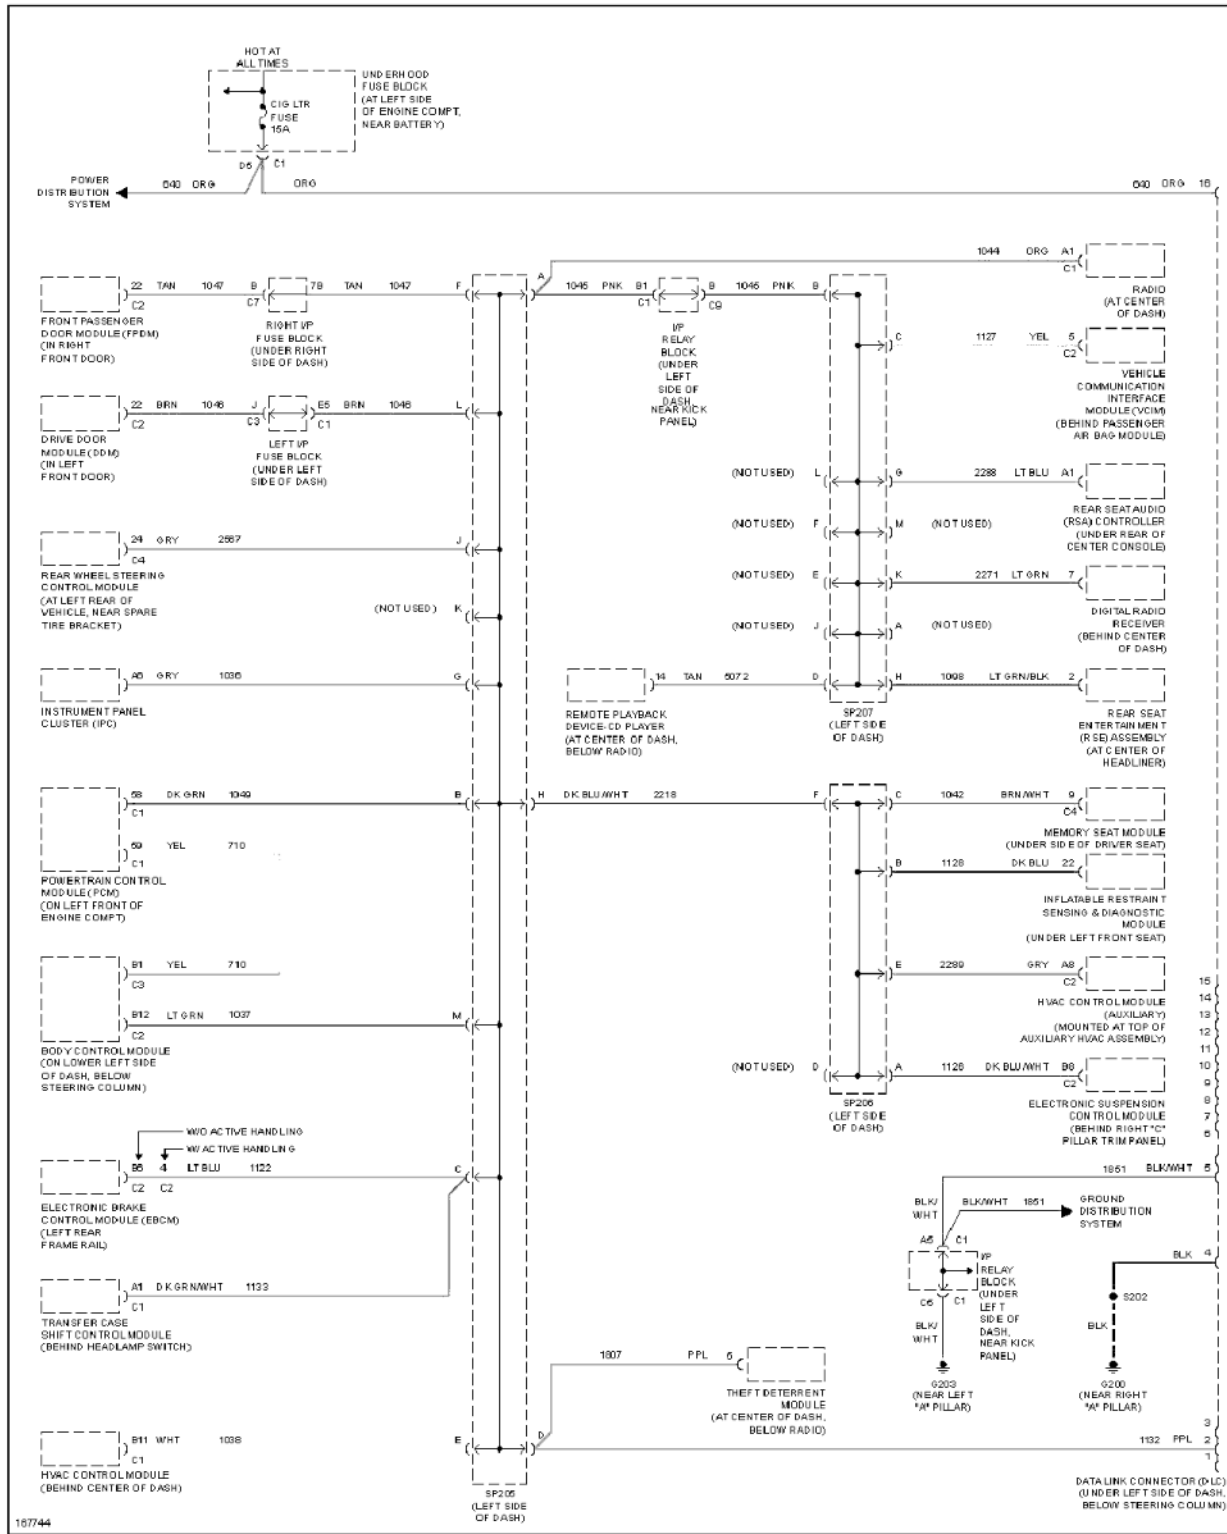 HOT AT
ALL TIMES
UNDERHOOD
FUSE BLOCK
(AT LEFT SIDE
OF ENGINE COMPT,
NEAR BATTERY)
CIG LTR
FUSE
15A
D6 C1
POWER
DISTRIBUTION
SYSTEM
640 ORG
ORG
640 ORG 16
22 TAN 1047 B
C2 C7
7B TAN 1047 F
FRONT PASSENGER
DOOR MODULE (FPDM)
(IN RIGHT
FRONT DOOR)
RIGHT I/P
FUSE BLOCK
(UNDER RIGHT
SIDE OF DASH)
A
1045 PNK B1
C1
B 1045 PNK B
C9
I/P
RELAY
BLOCK
(UNDER
LEFT
SIDE OF
DASH,
NEAR KICK
PANEL)
1044 ORG A1
C1
RADIO
(AT CENTER
OF DASH)
C 1127 YEL 5
C2
VEHICLE
COMMUNICATION
INTERFACE
MODULE (VCIM)
(BEHIND PASSENGER
AIR BAG MODULE)
22 BRN 1046 J
C2 C3
E5 BRN 1046 L
C1
DRIVE DOOR
MODULE (DDM)
(IN LEFT
FRONT DOOR)
LEFT I/P
FUSE BLOCK
(UNDER LEFT
SIDE OF DASH)
(NOT USED) L
G 2288 LT BLU A1
REAR SEAT AUDIO
(RSA) CONTROLLER
(UNDER REAR OF
CENTER CONSOLE)
(NOT USED) F
M (NOT USED)
24 GRY 2587 J
C4
REAR WHEEL STEERING
CONTROL MODULE
(AT LEFT REAR OF
VEHICLE, NEAR SPARE
TIRE BRACKET)
(NOT USED) K
(NOT USED) E
K 2271 LT GRN 7
DIGITAL RADIO
RECEIVER
(BEHIND CENTER
OF DASH)
(NOT USED) J
A (NOT USED)
A6 GRY 1036 G
INSTRUMENT PANEL
CLUSTER (IPC)
14 TAN 5072 D
REMOTE PLAYBACK
DEVICE-CD PLAYER
(AT CENTER OF DASH,
BELOW RADIO)
SP207
(LEFT SIDE
OF DASH)
H 1098 LT GRN/BLK 2
REAR SEAT
ENTERTAINMENT
(RSE) ASSEMBLY
(AT CENTER OF
HEADLINER)
58 DK GRN 1049 B
C1
59 YEL 710
C1
POWERTRAIN CONTROL
MODULE (PCM)
(ON LEFT FRONT OF
ENGINE COMPT)
H DK BLU/WHT 2218 F
C 1042 BRN/WHT 9
C4
MEMORY SEAT MODULE
(UNDER SIDE OF DRIVER SEAT)
B 1128 DK BLU 22
INFLATABLE RESTRAINT
SENSING & DIAGNOSTIC
MODULE
(UNDER LEFT FRONT SEAT)
B1 YEL 710
C3
B12 LT GRN 1037 M
C2
BODY CONTROL MODULE
(ON LOWER LEFT SIDE
OF DASH, BELOW
STEERING COLUMN)
E 2289 GRY A8
C2
HVAC CONTROL MODULE
(AUXILIARY)
(MOUNTED AT TOP OF
AUXILIARY HVAC ASSEMBLY)
(NOT USED) D
A 1126 DK BLU/WHT B8
C2
SP206
(LEFT SIDE
OF DASH)
ELECTRONIC SUSPENSION
CONTROL MODULE
(BEHIND RIGHT "C"
PILLAR TRIM PANEL)
15
14
13
12
11
10
9
8
7
6
W/O ACTIVE HANDLING
W/ ACTIVE HANDLING
B6 4 LT BLU 1122 C
C2 C2
ELECTRONIC BRAKE
CONTROL MODULE (EBCM)
(LEFT REAR
FRAME RAIL)
A1 DK GRN/WHT 1133
C1
TRANSFER CASE
SHIFT CONTROL MODULE
(BEHIND HEADLAMP SWITCH)
1851 BLK/WHT 5
BLK/
WHT
BLK/WHT 1851
GROUND
DISTRIBUTION
SYSTEM
A5 C1
I/P
RELAY
BLOCK
(UNDER
LEFT
SIDE OF
DASH,
NEAR KICK
PANEL)
C6 C1
BLK/
WHT
G203
(NEAR LEFT
"A" PILLAR)
BLK 4
S202
BLK
G200
(NEAR RIGHT
"A" PILLAR)
1807 PPL 6
THEFT DETERRENT
MODULE
(AT CENTER OF DASH,
BELOW RADIO)
B11 WHT 1038 E
C1
HVAC CONTROL MODULE
(BEHIND CENTER OF DASH)
D
SP205
(LEFT SIDE
OF DASH)
3
1132 PPL 2
1
DATA LINK CONNECTOR (DLC)
(UNDER LEFT SIDE OF DASH,
BELOW STEERING COLUMN)
167744